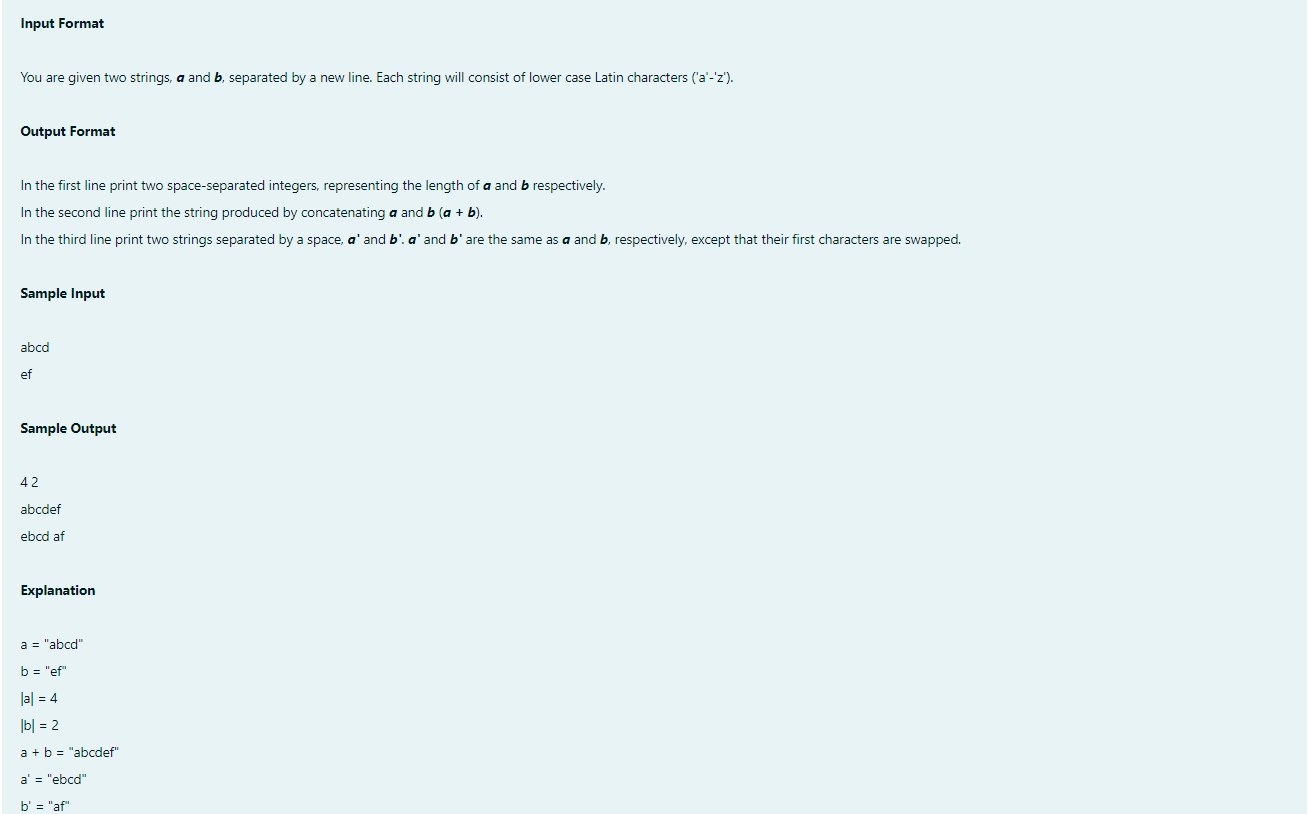 Input Format
You are given two strings, a and b, separated by a new line. Each string will consist of lower case Latin characters ('a'-'z').
Output Format
In the first line print two space-separated integers, representing the length of a and b respectively.
In the second line print the string produced by concatenating a and b (a + b).
In the third line print two strings separated by a space, a' and b'. a' and b' are the same as a and b, respectively, except that their first characters are swapped.
Sample Input
abcd
ef
Sample Output
4 2
abcdef
ebcd af
Explanation
a = "abcd"
b = "ef"
|a| = 4
|b| = 2
a + b = "abcdef"
a' = "ebcd"
b' = "af"